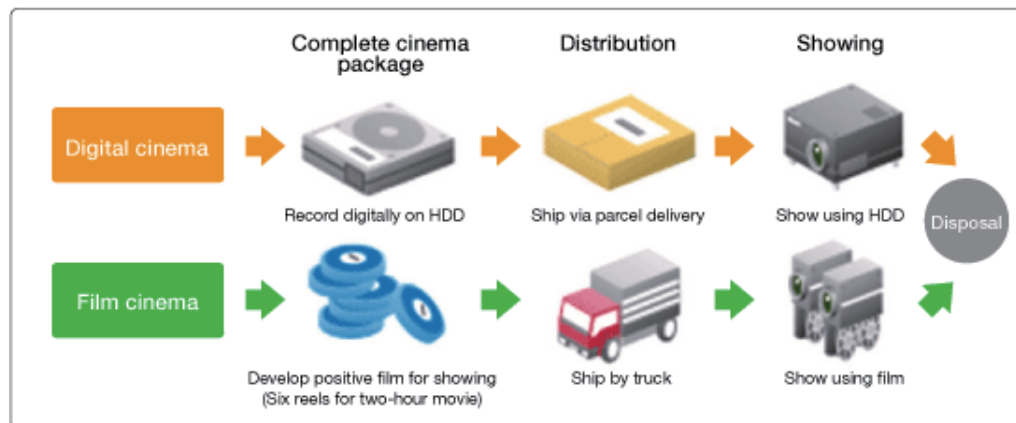 Complete cinema
package
Distribution
Showing
Digital cinema
Record digitally on HDD
Ship via parcel delivery
Show using HDD
Disposal
Film cinema
Develop positive film for showing
(Six reels for two-hour movie)
Ship by truck
Show using film